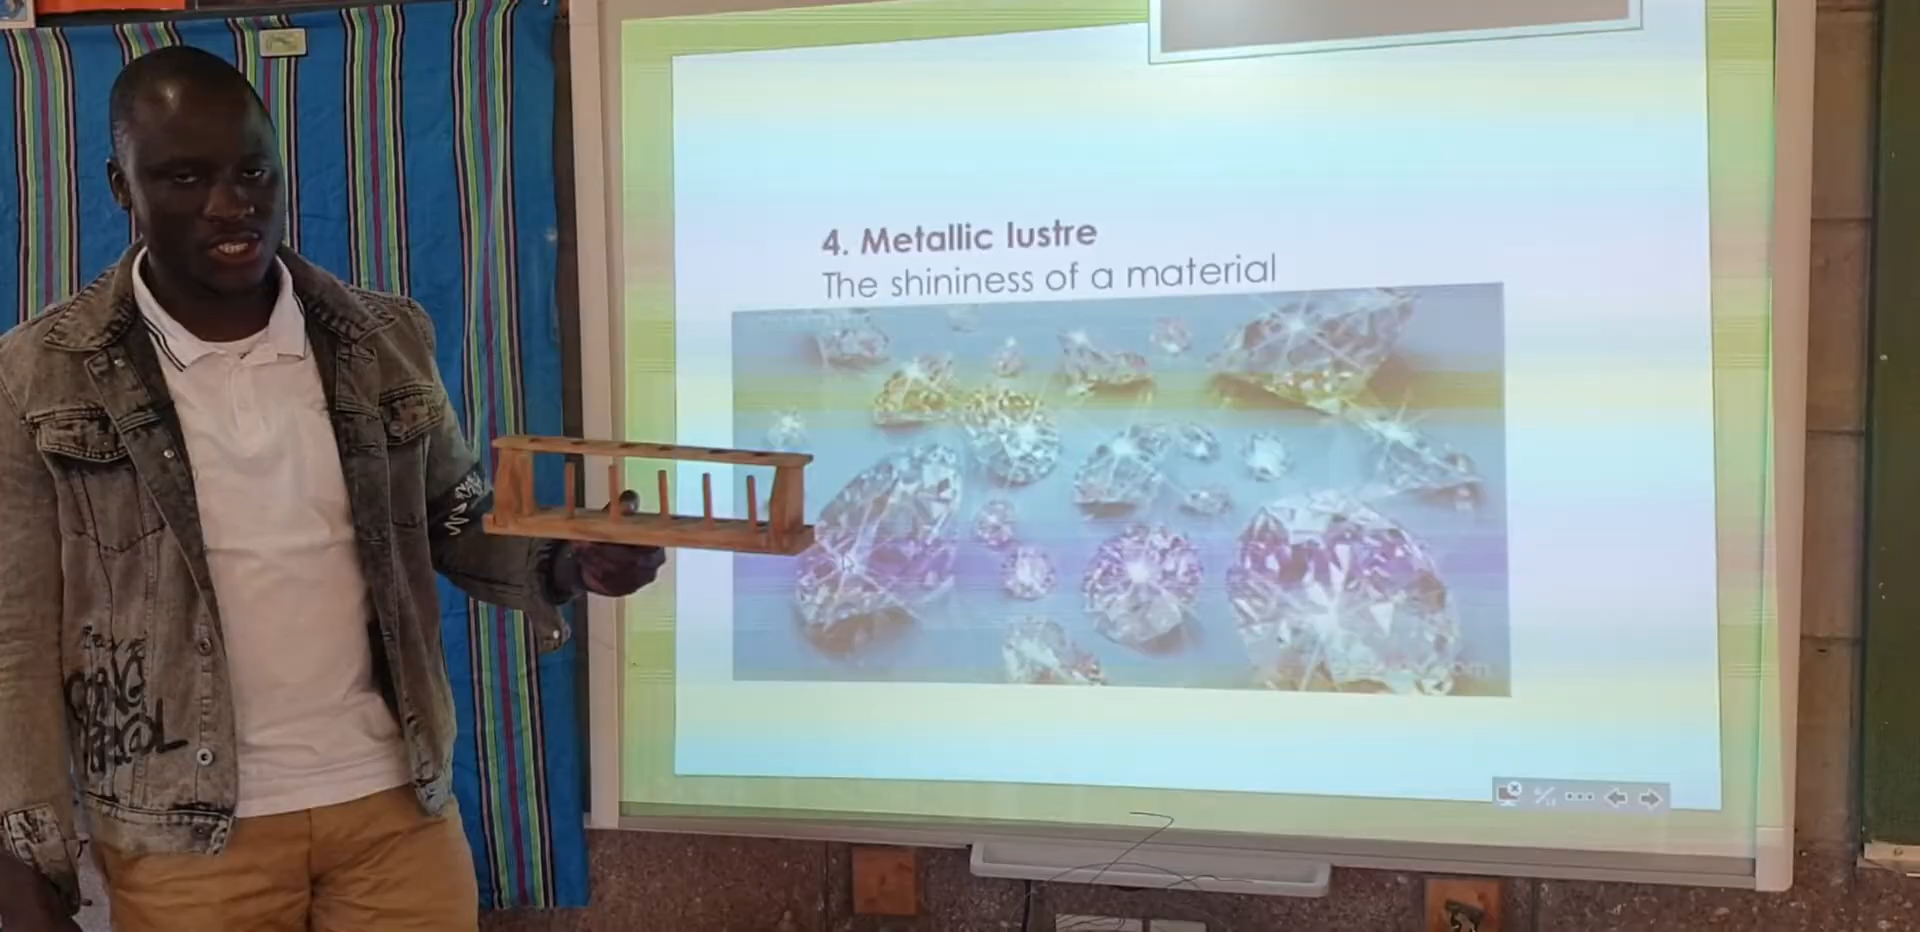 4. Metallic lustre
The shininess of a material